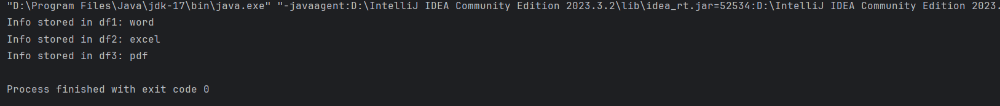 "D:\Program Files\Java\jdk-17\bin\java.exe" "-javaagent:D:\IntelliJ IDEA Community Edition 2023.3.2\lib\idea_rt.jar=52534:D:\IntelliJ IDEA Community Edition 2023.
Info stored in df1: word
Info stored in df2: excel
Info stored in df3: pdf
Process finished with exit code 0